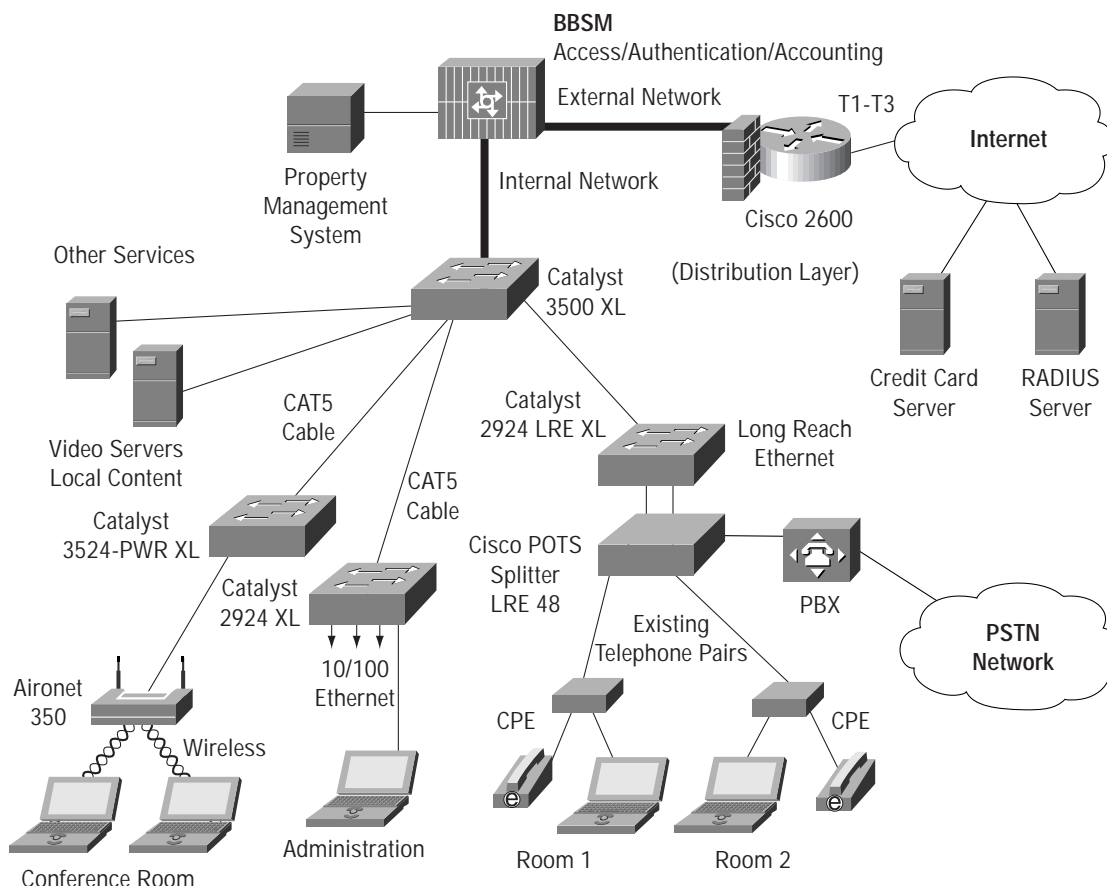 BBSM
Access/Authentication/Accounting
External Network
T1-T3
Internet
Property
Management
System
Internal Network
Cisco 2600
Other Services
(Distribution Layer)
Catalyst
3500 XL
Credit Card
Server
RADIUS
Server
CAT5
Cable
Catalyst
2924 LRE XL
Long Reach
Ethernet
Video Servers
Local Content
CAT5
Cable
Catalyst
3524-PWR XL
Cisco POTS
Splitter
LRE 48
PBX
Catalyst
2924 XL
Existing
Telephone Pairs
PSTN
Network
10/100
Ethernet
Aironet
350
Wireless
CPE
CPE
e
e
Administration
Room 1
Room 2
Conference Room